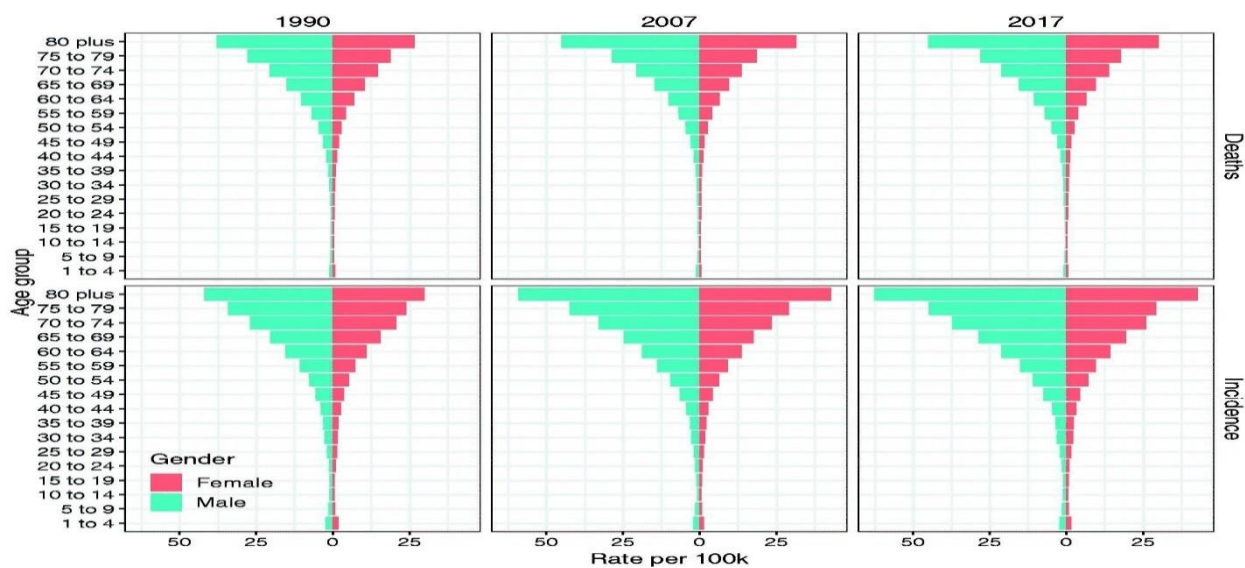 1990 2007 2017
80 plus
75 to 79
70 to 74
65 to 69
60 to 64
55 to 59
50 to 54
45 to 49
40 to 44
35 to 39
30 to 34
25 to 29
20 to 24
15 to 19
10 to 14
5 to 9
1 to 4
Deaths
Age group
80 plus
75 to 79
70 to 74
65 to 69
60 to 64
55 to 59
50 to 54
45 to 49
40 to 44
35 to 39
30 to 34
25 to 29
20 to 24
15 to 19
10 to 14
5 to 9
1 to 4
Incidence
Gender
Female
Male
50 25 0 25 50 25 0 25 50 25 0 25
Rate per 100k